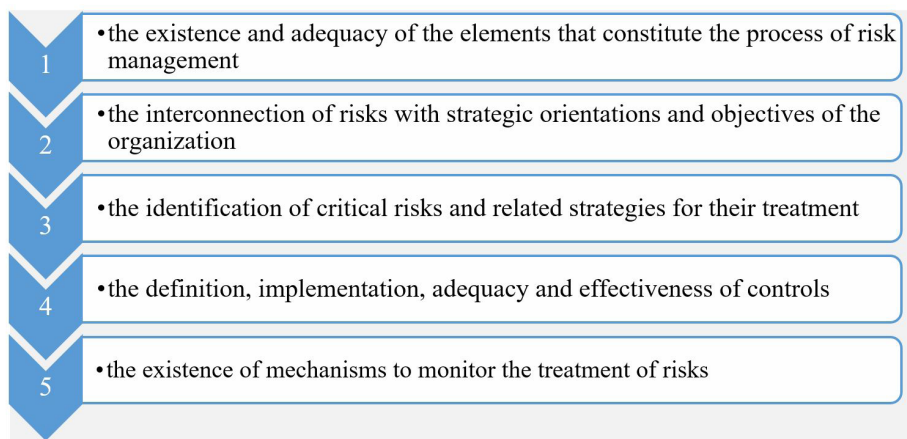 1
•the existence and adequacy of the elements that constitute the process of risk
management
2
•the interconnection of risks with strategic orientations and objectives of the
organization
3
•the identification of critical risks and related strategies for their treatment
4
•the definition, implementation, adequacy and effectiveness of controls
5
•the existence of mechanisms to monitor the treatment of risks